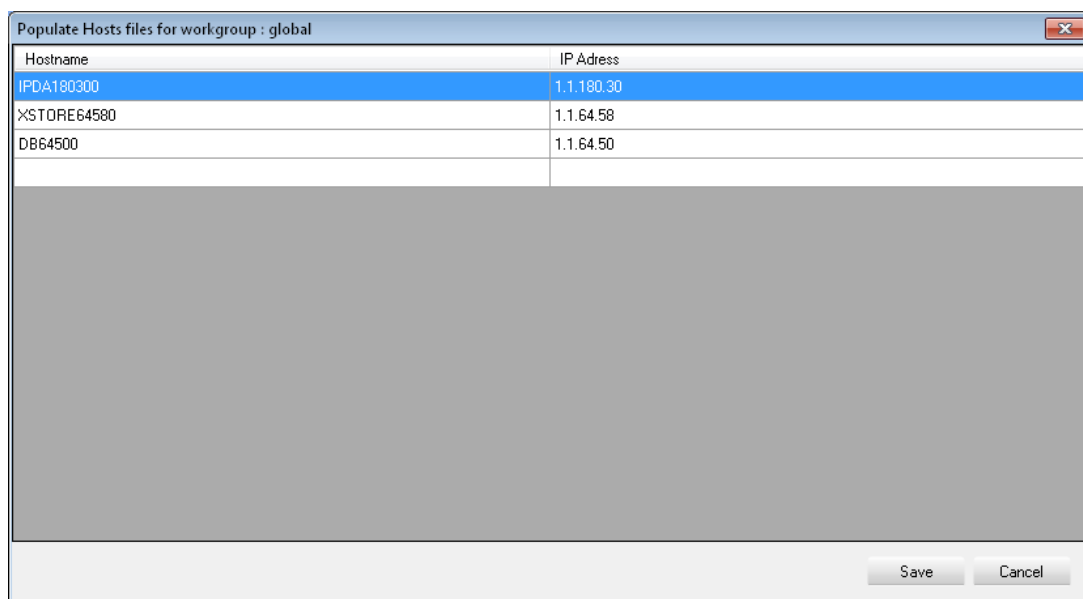 Populate Hosts files for workgroup : global
Hostname IP Adress
IPDA180300 1.1.180.30
XSTORE64580 1.1.64.58
DB64500 1.1.64.50
Save Cancel